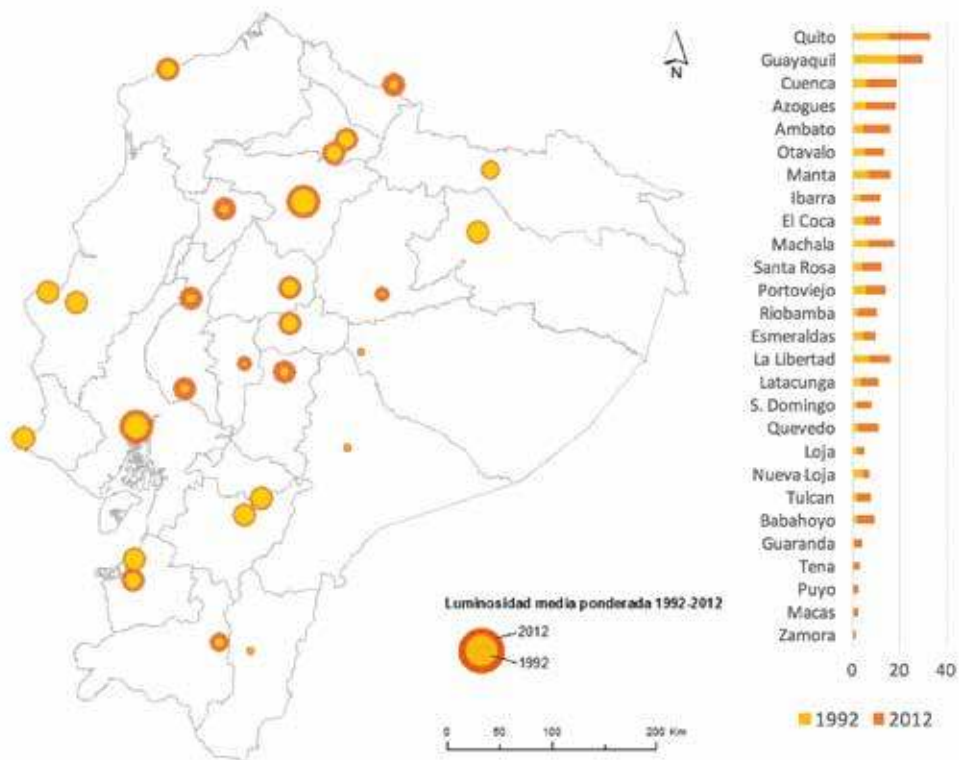 N
Luminosidad media ponderada 1992-2012
2012
1992
0 50 100 200 Km
Quito
Guayaquil
Cuenca
Azogues
Ambato
Otavalo
Manta
Ibarra
El Coca
Machala
Santa Rosa
Portoviejo
Riobamba
Esmeraldas
La Libertad
Latacunga
S. Domingo
Quevedo
Loja
Nueva Loja
Tulcan
Babahoyo
Guaranda
Tena
Puyo
Macas
Zamora
0 20 40
1992 2012